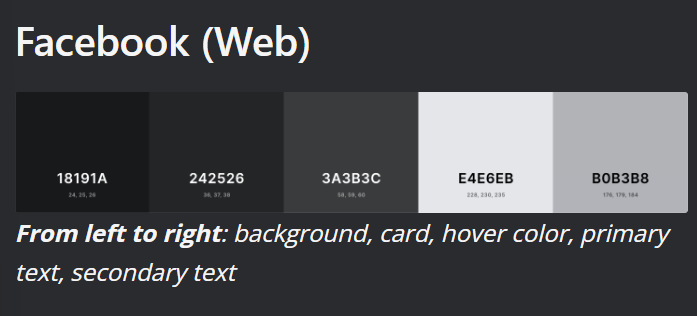 Facebook (Web)
18191A 242526 3A3B3C E4E6EB B0B3B8
24, 25, 26 36, 37, 38 58, 59, 60 228, 230, 235 176, 179, 184
From left to right: background, card, hover color, primary
text, secondary text